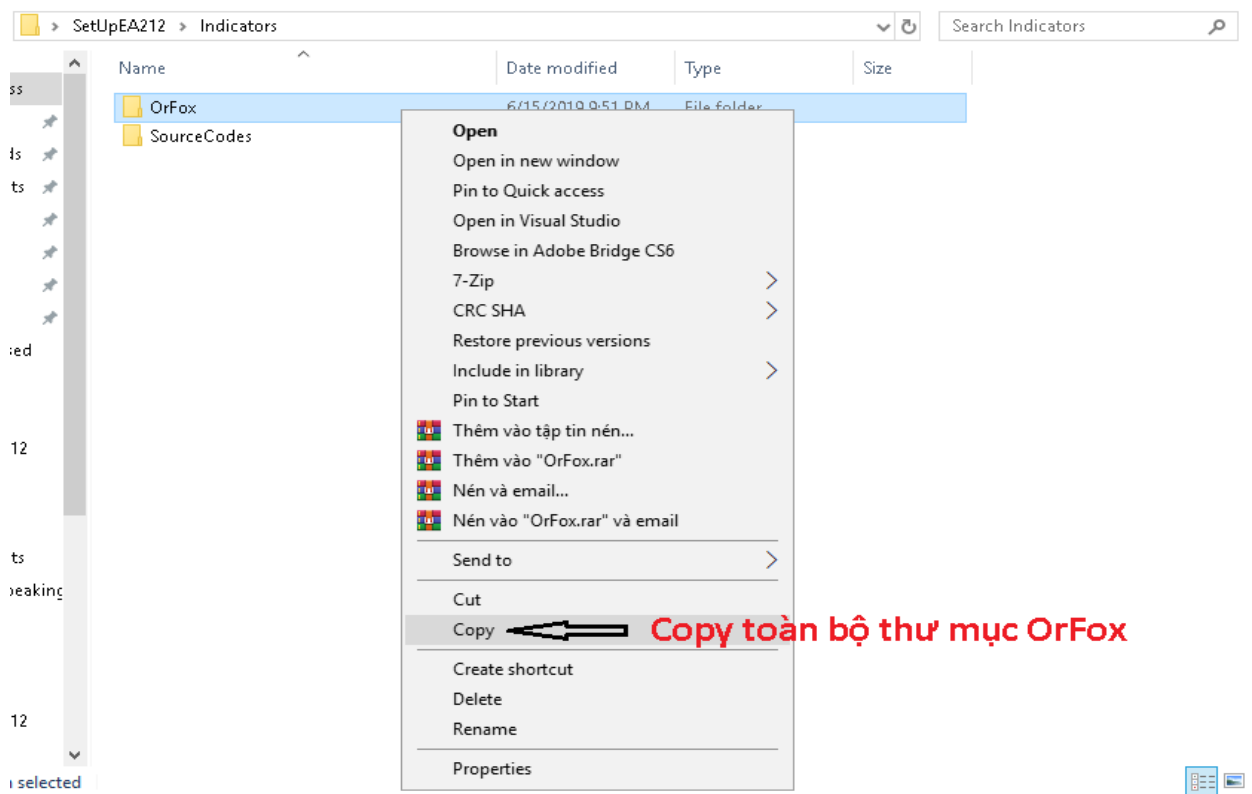 SetUpEA212 > Indicators
Search Indicators
Name
Date modified
Type
Size
OrFox
6/15/2019 9:51 PM
File folder
SourceCodes
Open
Open in new window
Pin to Quick access
Open in Visual Studio
Browse in Adobe Bridge CS6
7-Zip
CRC SHA
Restore previous versions
Include in library
Pin to Start
Thêm vào tập tin nén...
Thêm vào "OrFox.rar"
Nén và email...
Nén vào "OrFox.rar" và email
Send to
Cut
Copy
Copy toàn bộ thư mục OrFox
Create shortcut
Delete
Rename
Properties
ss
ds
ts
sed
12
ts
peaking
12
selected